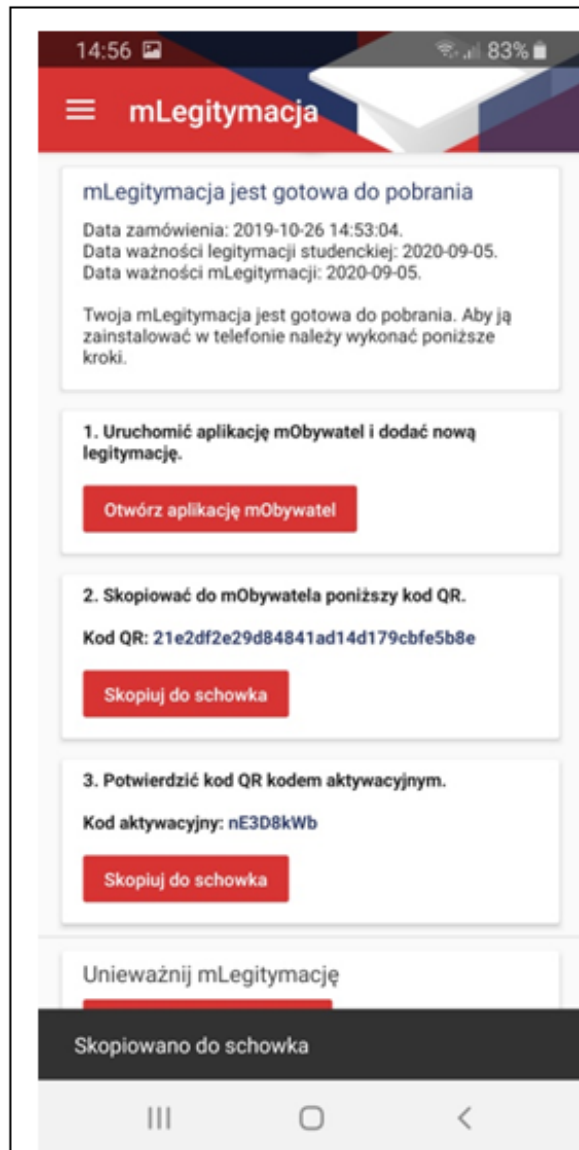 14:56 83%
mLegitymacja
mLegitymacja jest gotowa do pobrania
Data zamówienia: 2019-10-26 14:53:04.
Data ważności legitymacji studenckiej: 2020-09-05.
Data ważności mLegitymacji: 2020-09-05.
Twoja mLegitymacja jest gotowa do pobrania. Aby ją
zainstalować w telefonie należy wykonać poniższe
kroki.
1. Uruchomić aplikację mObywatel i dodać nową
legitymację.
Otwórz aplikację mObywatel
2. Skopiować do mObywatela poniższy kod QR.
Kod QR: 21e2df2e29d84841ad14d179cbfe5b8e
Skopiuj do schowka
3. Potwierdzić kod QR kodem aktywacyjnym.
Kod aktywacyjny: nE3D8kWb
Skopiuj do schowka
Unieważnij mLegitymację
Skopiowano do schowka